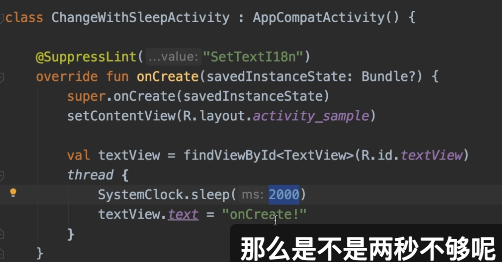 class ChangeWithSleepActivity : AppCompatActivity() {
@SuppressLint( ...value: "SetTextI18n")
override fun onCreate(savedInstanceState: Bundle?) {
super.onCreate(savedInstanceState)
setContentView(R.layout.activity_sample)
val textView = findViewById<TextView>(R.id.textView)
thread {
SystemClock.sleep( ms: 2000)
textView.text = "onCreate!"
}
}
那么是不是两秒不够呢